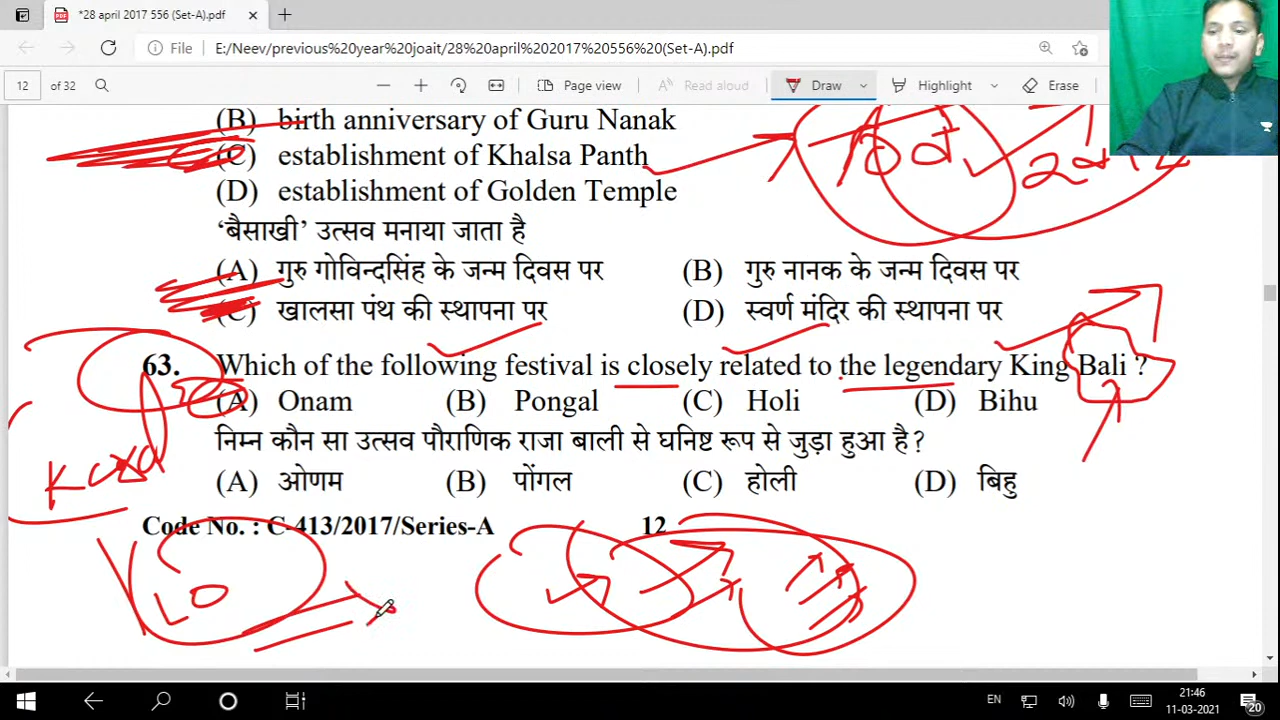 *28 april 2017 556 (Set-A).pdf
File E:/Neev/previous%20year%20joait/28%20april%202017%20556%20(Set-A).pdf
12 of 32 Page view Read aloud Draw Highlight Erase
(B) birth anniversary of Guru Nanak
(C) establishment of Khalsa Panth
(D) establishment of Golden Temple
‘बैसाखी’ उत्सव मनाया जाता है
(A) गुरु गोविन्दसिंह के जन्म दिवस पर (B) गुरु नानक के जन्म दिवस पर
(C) खालसा पंथ की स्थापना पर (D) स्वर्ण मंदिर की स्थापना पर
63. Which of the following festival is closely related to the legendary King Bali ?
(A) Onam (B) Pongal (C) Holi (D) Bihu
निम्न कौन सा उत्सव पौराणिक राजा बाली से घनिष्ट रूप से जुड़ा हुआ है?
(A) ओणम (B) पोंगल (C) होली (D) बिहु
Code No. : C-413/2017/Series-A 12
EN 21:46
11-03-2021 20